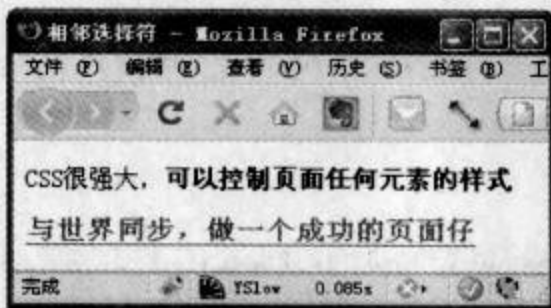 相邻选择符 - Mozilla Firefox
文件 (F) 编辑 (E) 查看 (V) 历史 (S) 书签 (B) 工
CSS很强大，可以控制页面任何元素的样式
与世界同步，做一个成功的页面仔
完成 YSlow 0.085s